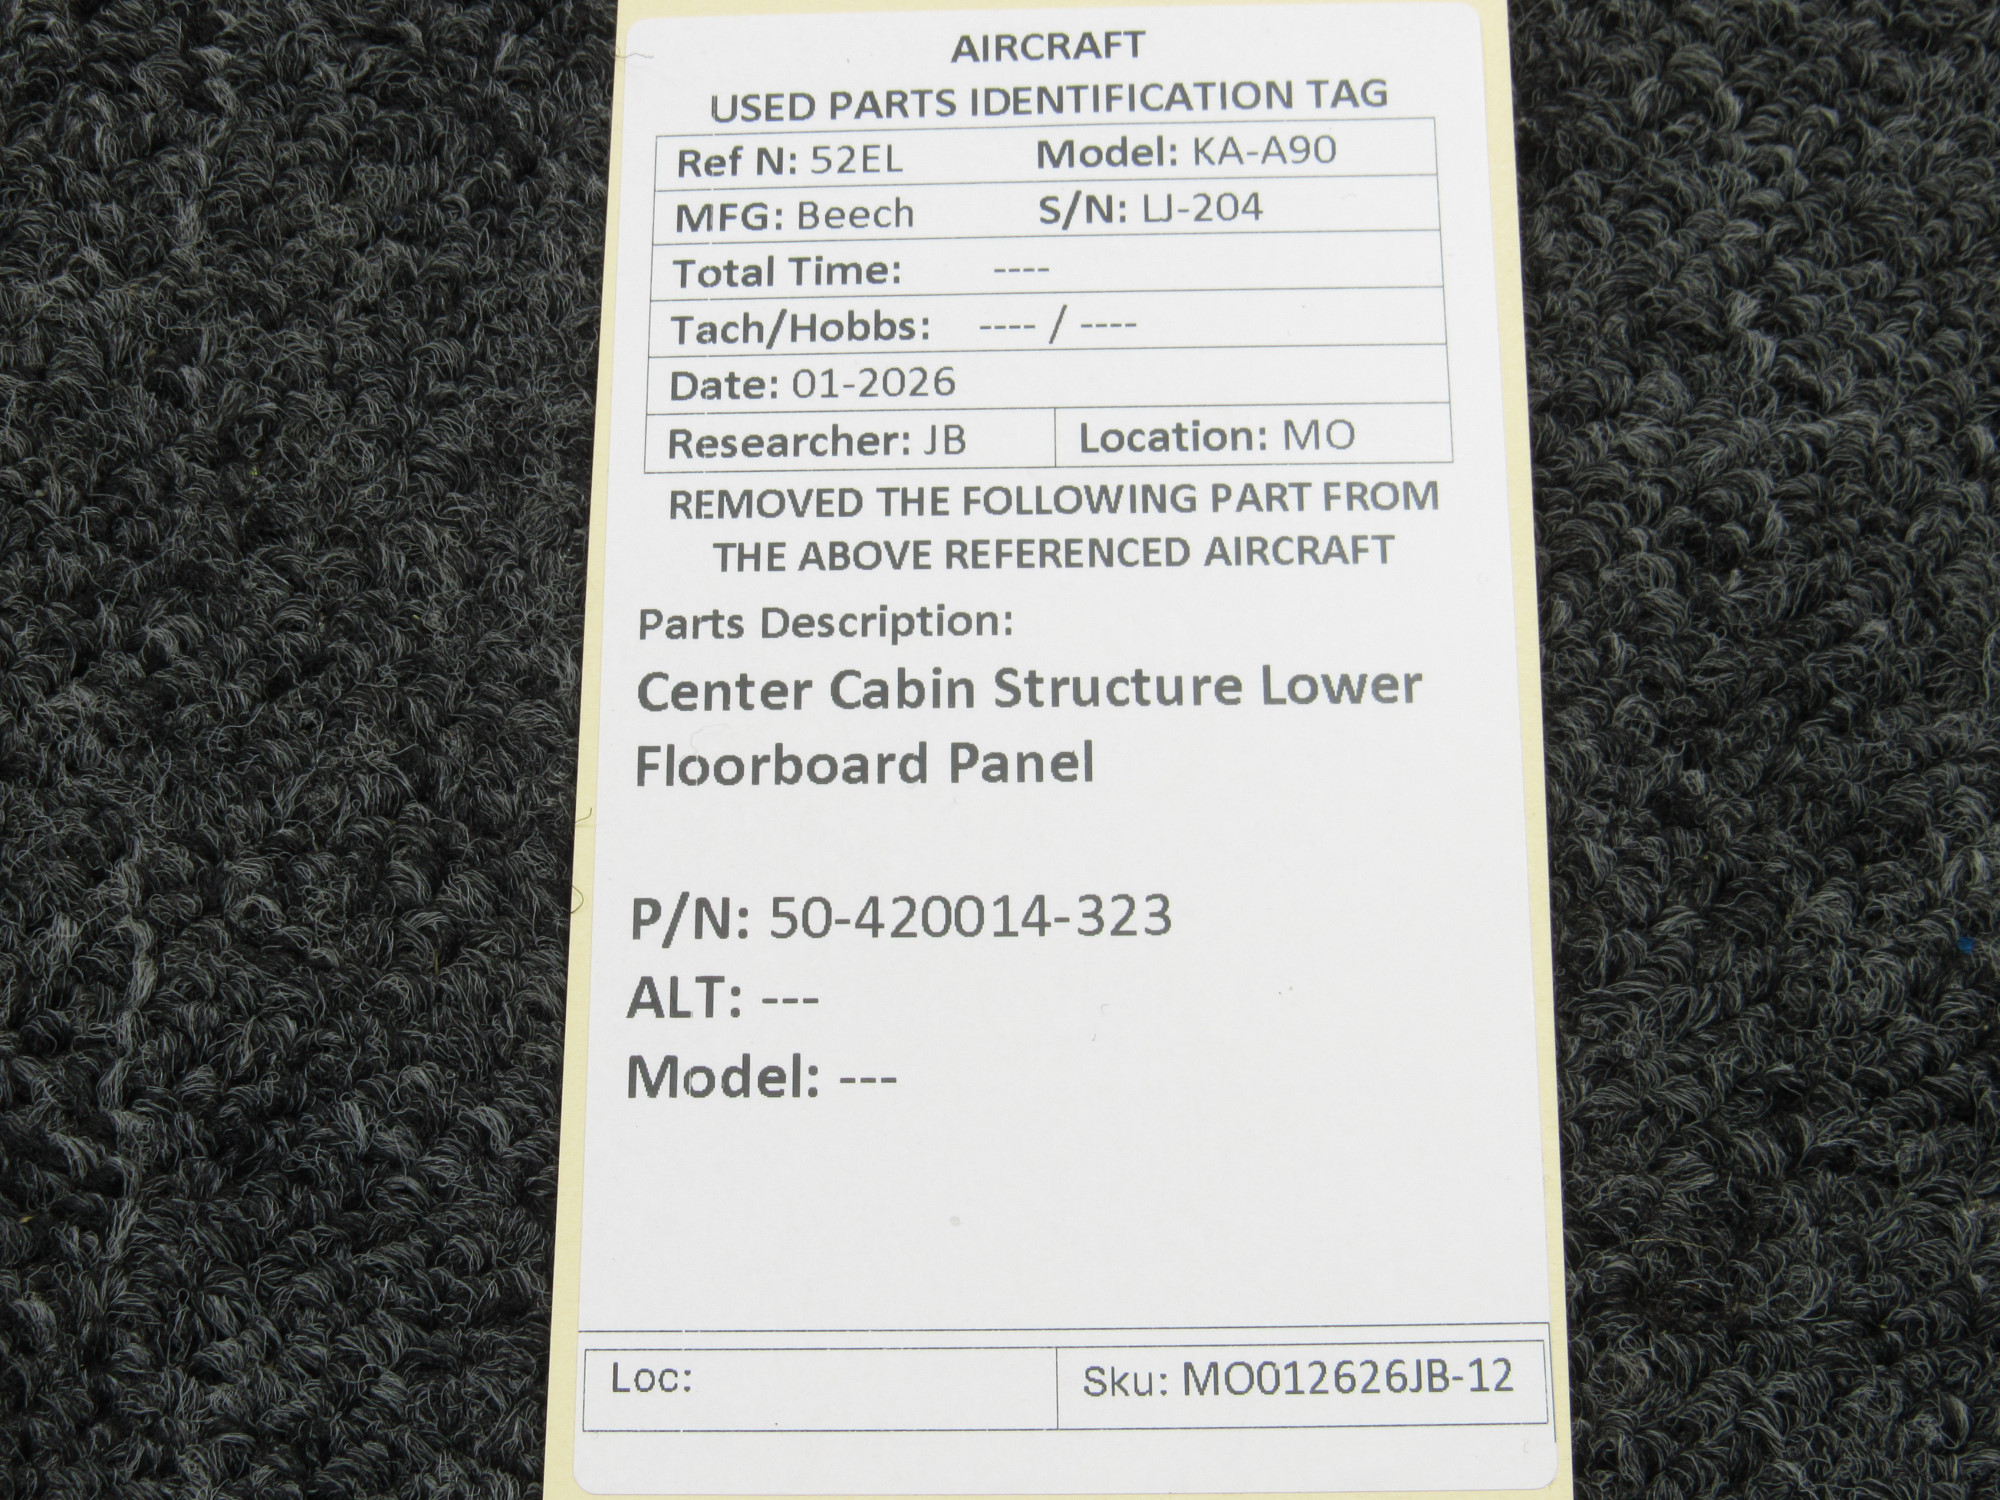 AIRCRAFT
USED PARTS IDENTIFICATION TAG
Ref N: 52EL Model: KA-A90
MFG: Beech S/N: LJ-204
Total Time: ----
Tach/Hobbs: ---- / ----
Date: 01-2026
Researcher: JB Location: MO
REMOVED THE FOLLOWING PART FROM
THE ABOVE REFERENCED AIRCRAFT
Parts Description:
Center Cabin Structure Lower
Floorboard Panel
P/N: 50-420014-323
ALT: ---
Model: ---
Loc: Sku: MO012626JB-12